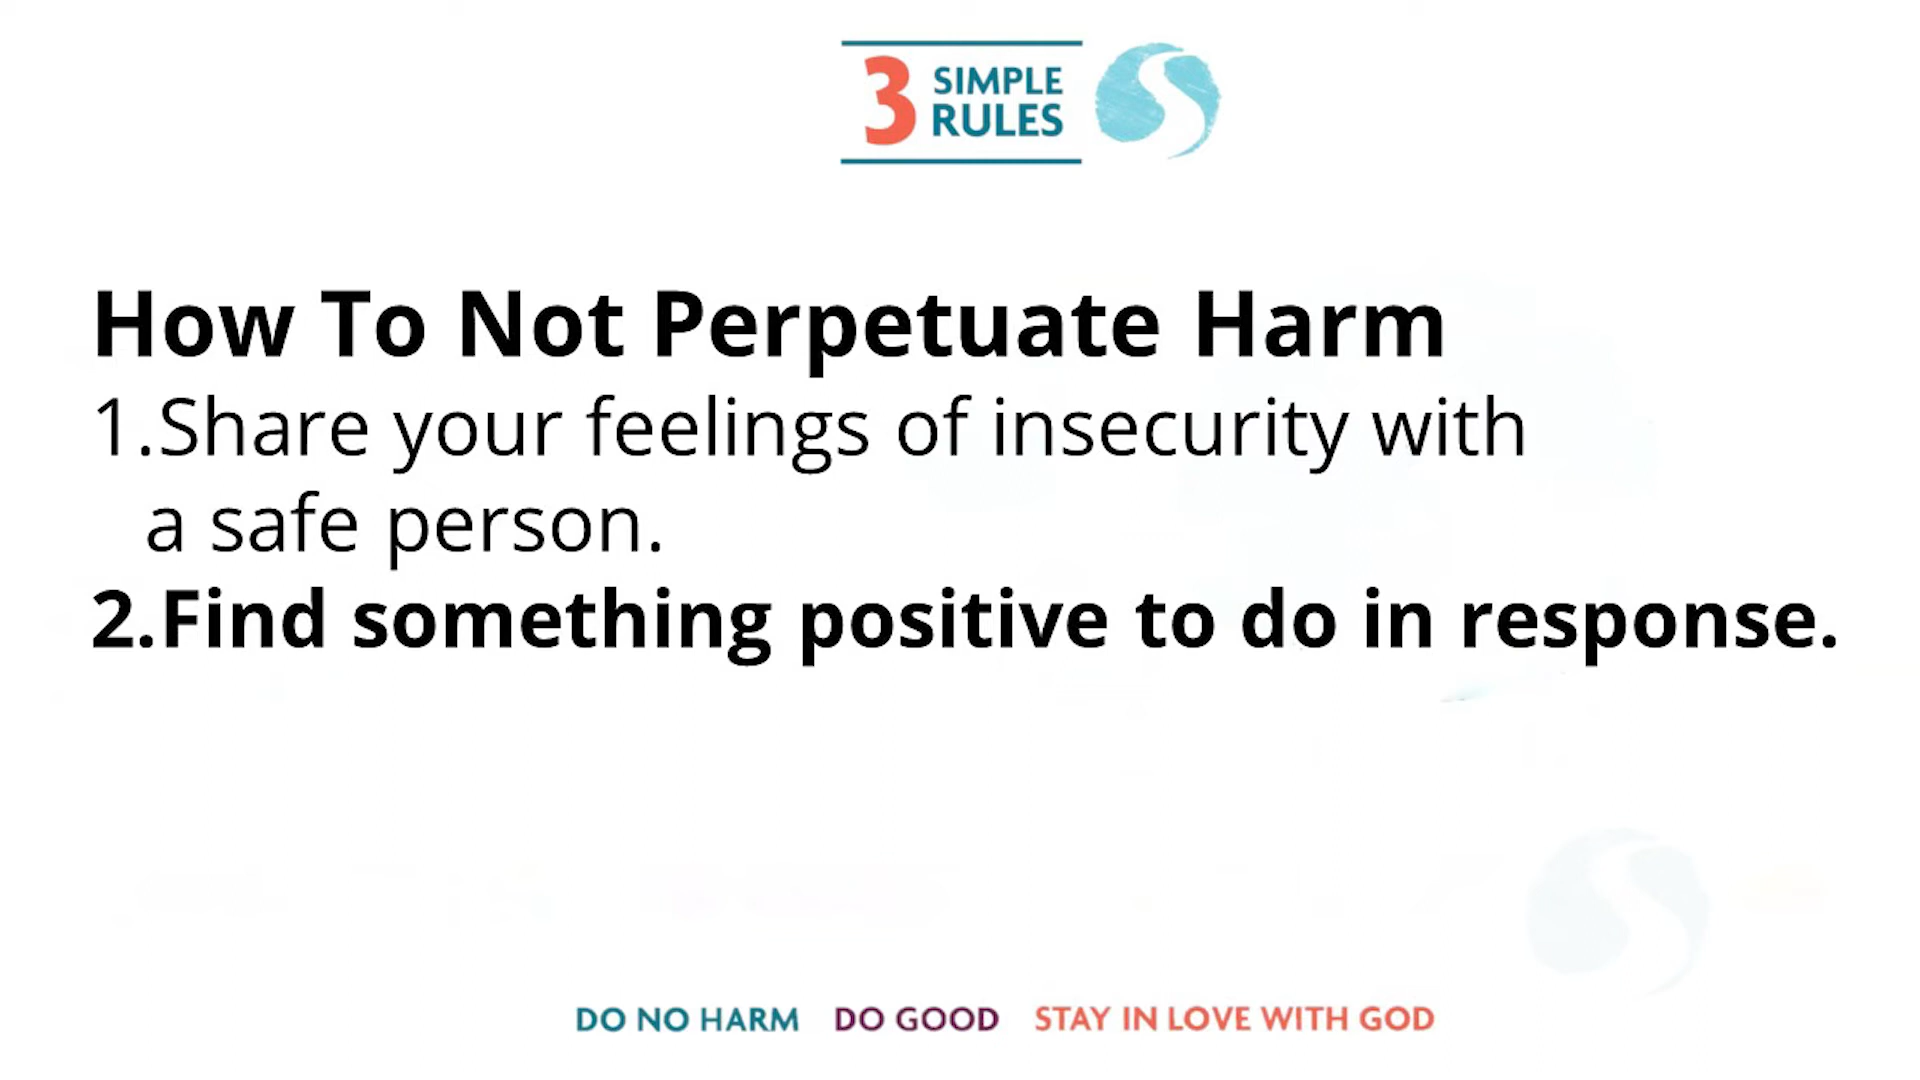 3 SIMPLE
RULES
How To Not Perpetuate Harm
1.Share your feelings of insecurity with
a safe person.
2.Find something positive to do in response.
DO NO HARM DO GOOD STAY IN LOVE WITH GOD